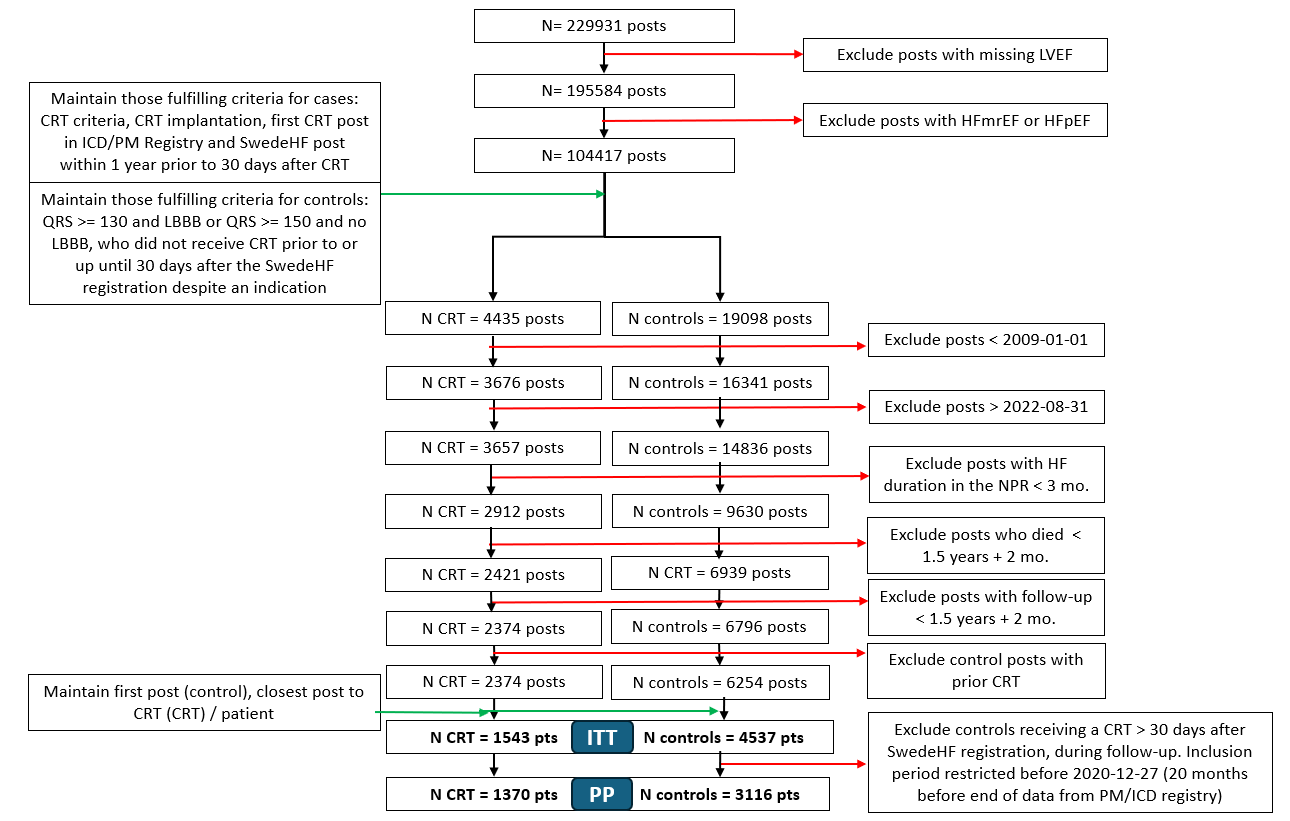 N= 229931 posts
Exclude posts with missing LVEF
N= 195584 posts
Exclude posts with HFmrEF or HFpEF
N= 104417 posts
Maintain those fulfilling criteria for cases:
CRT criteria, CRT implantation, first CRT post
in ICD/PM Registry and SwedeHF post
within 1 year prior to 30 days after CRT
Maintain those fulfilling criteria for controls:
QRS >= 130 and LBBB or QRS >= 150 and no
LBBB, who did not receive CRT prior to or
up until 30 days after the SwedeHF
registration despite an indication
N CRT = 4435 posts
N controls = 19098 posts
Exclude posts < 2009-01-01
N CRT = 3676 posts
N controls = 16341 posts
Exclude posts > 2022-08-31
N CRT = 3657 posts
N controls = 14836 posts
Exclude posts with HF
duration in the NPR < 3 mo.
N CRT = 2912 posts
N controls = 9630 posts
Exclude posts who died <
1.5 years + 2 mo.
N CRT = 2421 posts
N CRT = 6939 posts
Exclude posts with follow-up
< 1.5 years + 2 mo.
N CRT = 2374 posts
N controls = 6796 posts
Exclude control posts with
prior CRT
N CRT = 2374 posts
N controls = 6254 posts
Maintain first post (control), closest post to
CRT (CRT) / patient
N CRT = 1543 pts
ITT
N controls = 4537 pts
Exclude controls receiving a CRT > 30 days after
SwedeHF registration, during follow-up. Inclusion
period restricted before 2020-12-27 (20 months
before end of data from PM/ICD registry)
N CRT = 1370 pts
PP
N controls = 3116 pts